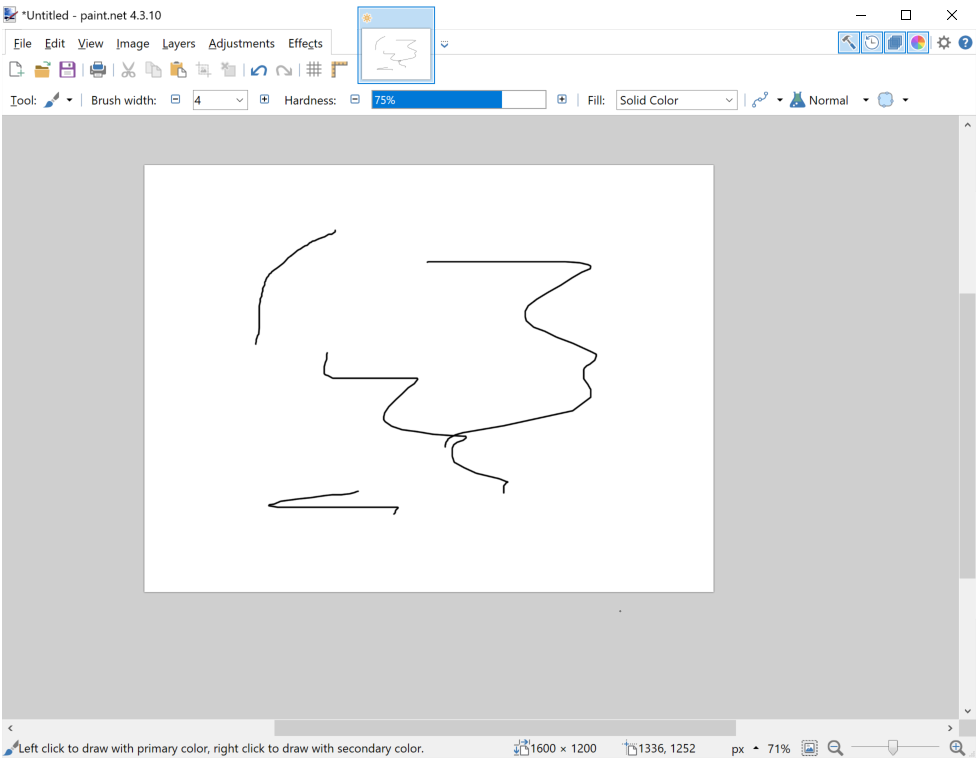 *Untitled - paint.net 4.3.10
File Edit View Image Layers Adjustments Effects
Tool: Brush width: 4 Hardness: 75% Fill: Solid Color Normal
Left click to draw with primary color, right click to draw with secondary color. 1600 × 1200 1336, 1252 px 71%